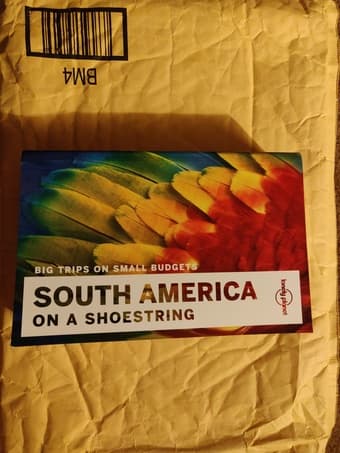 BM4
BIG TRIPS ON SMALL BUDGETS
SOUTH AMERICA
ON A SHOESTRING
lonely planet